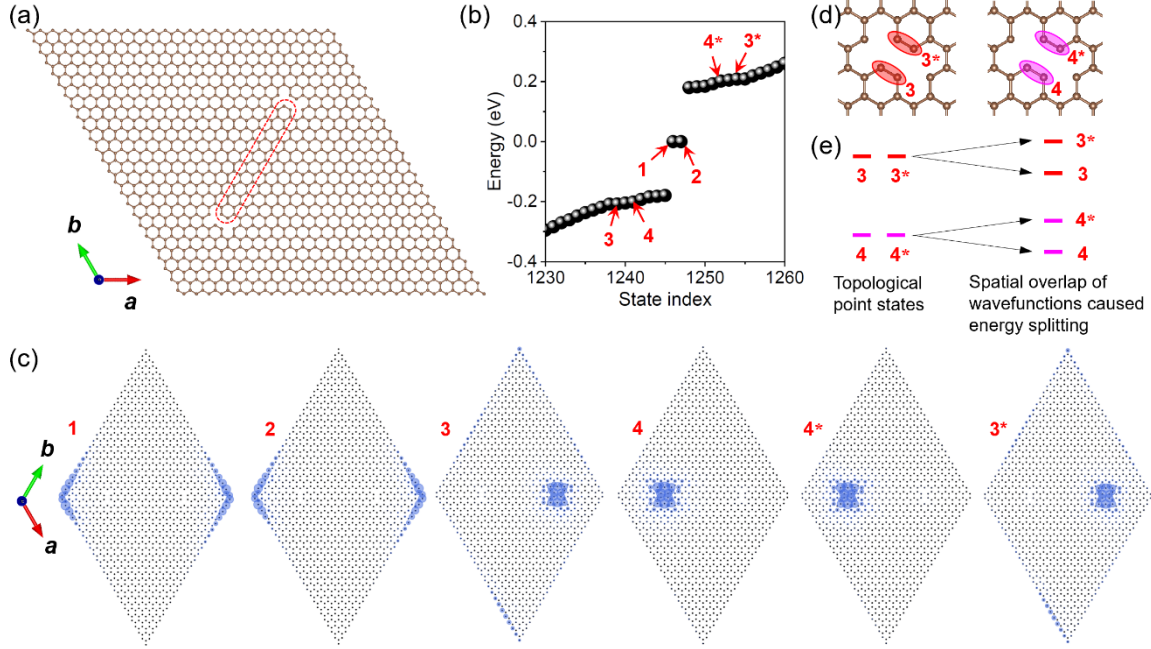 (a)
b
a
(b)
Energy (eV)
0.4
0.2
0.0
-0.2
-0.4
4* 3*
1 2
3 4
1230 1240 1250 1260
State index
(d)
3* 4*
3 4
(e)
3*
3 3* 3
4*
4 4* 4
Topological
point states
Spatial overlap of
wavefunctions caused
energy splitting
(c)
1 2 3 4 4* 3*
b
a